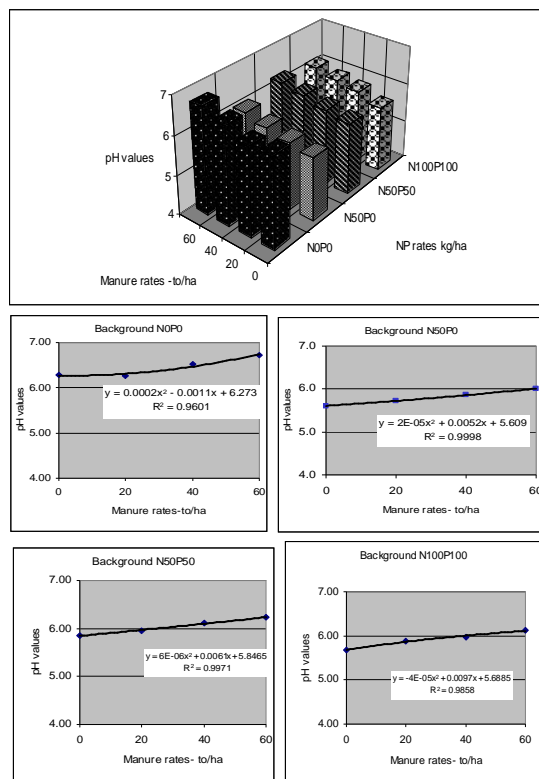 7
6
5
4
pH values
60
40
20
0
Manure rates -to/ha
N0P0
N50P0
N50P50
N100P100
NP rates kg/ha
Background N0P0
7.00
6.00
5.00
4.00
pH values
y = 0.0002x² - 0.0011x + 6.273
R² = 0.9601
0 20 40 60
Manure rates- to/ha
Background N50P0
7.0
6.0
5.0
4.0
pH values
y = 2E-05x² + 0.0052x + 5.609
R² = 0.9998
0 20 40 60
Manure rates- to/ha
Background N50P50
7.00
6.00
5.00
4.00
pH values
y = 6E-06x² + 0.0061x + 5.8465
R² = 0.9971
0 20 40 60
Manure rates- to/ha
Background N100P100
7.00
6.00
5.00
4.00
pH values
y = -4E-05x² + 0.0097x + 5.6885
R² = 0.9858
0 20 40 60
Manure rates- to/ha